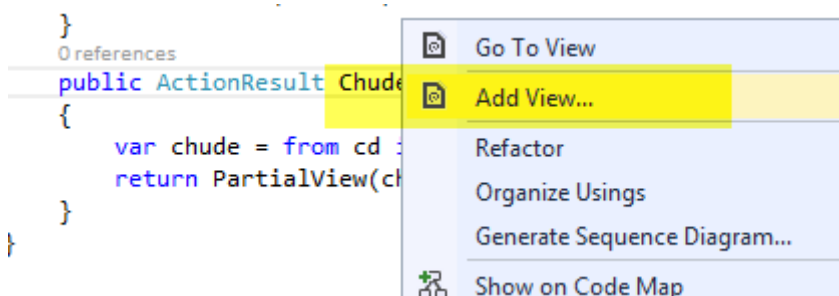 }
0 references
public ActionResult Chude
{
var chude = from cd
return PartialView(
}
}
Go To View
Add View...
Refactor
Organize Usings
Generate Sequence Diagram...
Show on Code Map